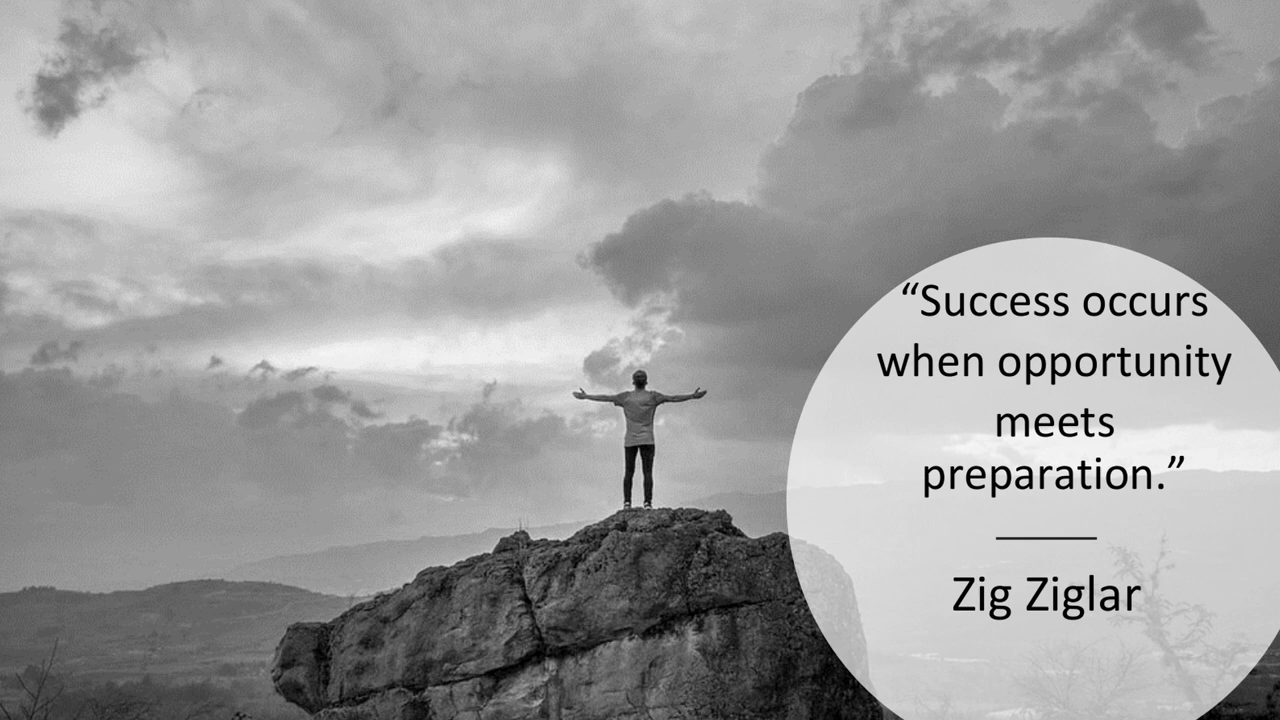 “Success occurs
when opportunity
meets
preparation.”
Zig Ziglar